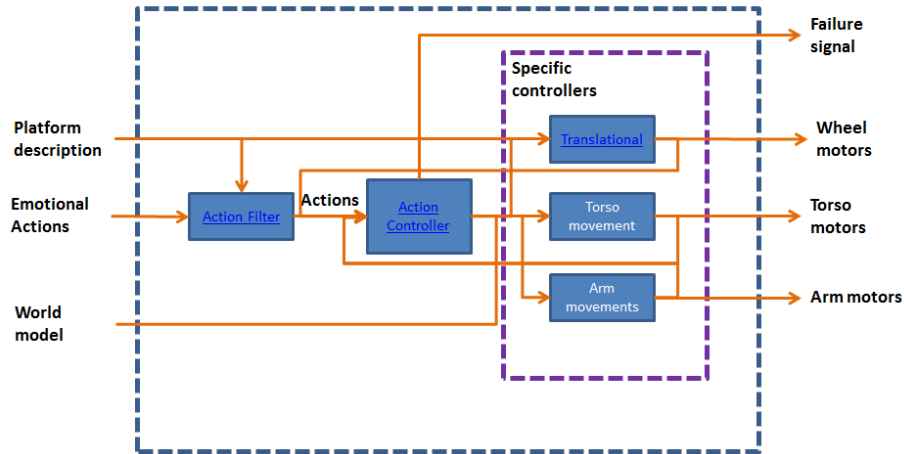 Failure
signal
Specific
controllers
Platform
description
Translational
Wheel
motors
Emotional
Actions
Action Filter
Actions
Action
Controller
Torso
movement
Torso
motors
Arm
movements
Arm motors
World
model